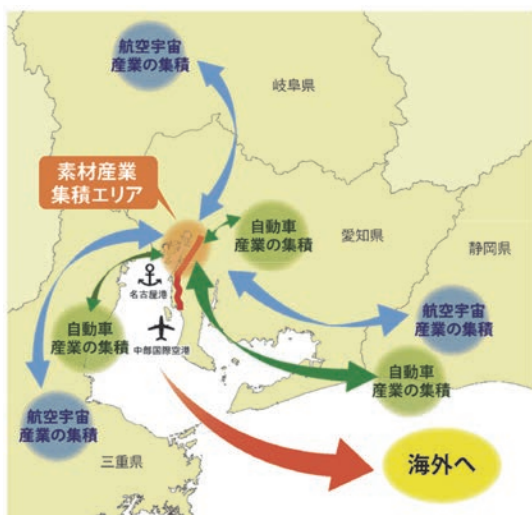 航空宇宙
産業の集積
岐阜県
素材産業
集積エリア
自動車
産業の集積
愛知県
静岡県
名古屋港
自動車
産業の集積
中部国際空港
航空宇宙
産業の集積
自動車
産業の集積
航空宇宙
産業の集積
海外へ
三重県